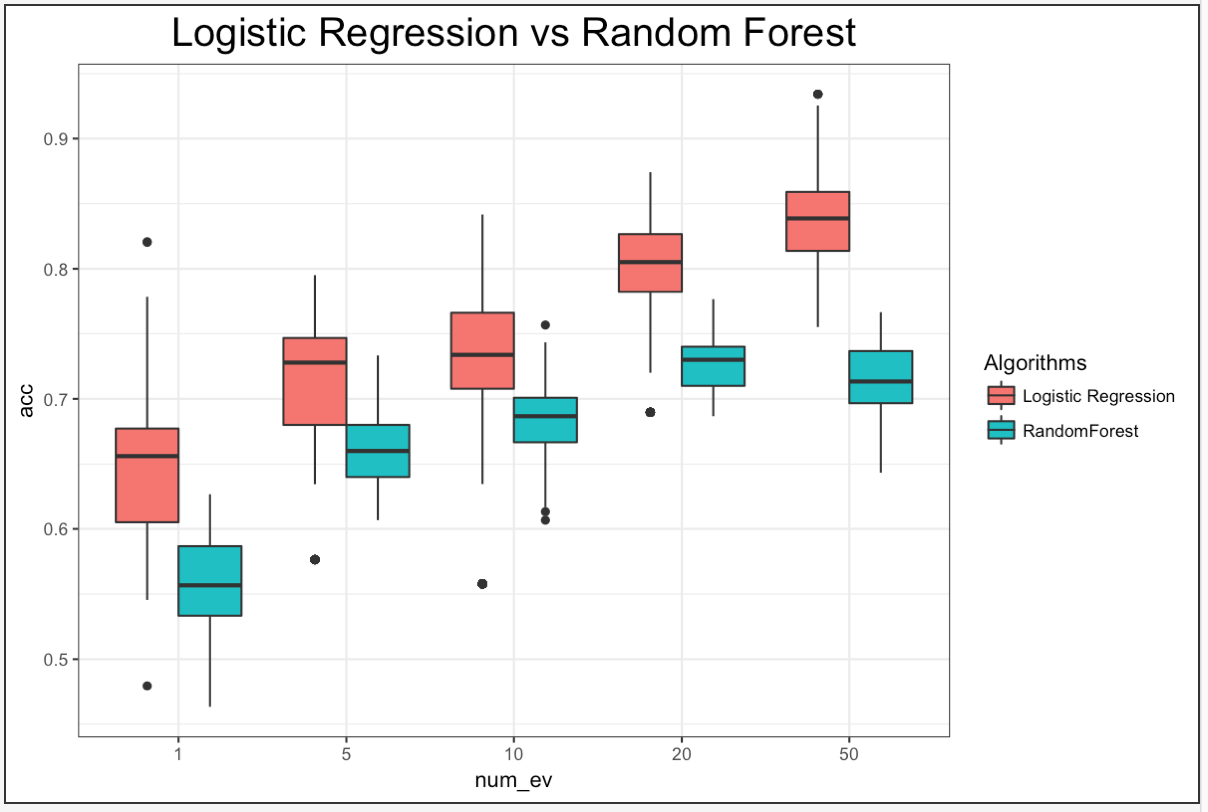 Logistic Regression vs Random Forest
0.9
0.8
0.7
0.6
0.5
acc
1 5 10 20 50
num_ev
Algorithms
Logistic Regression
RandomForest